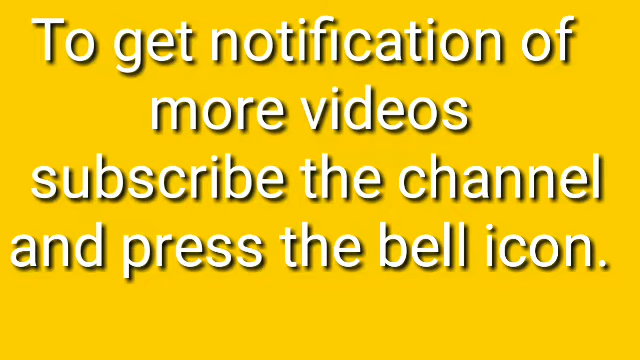 To get notification of
more videos
subscribe the channel
and press the bell icon.